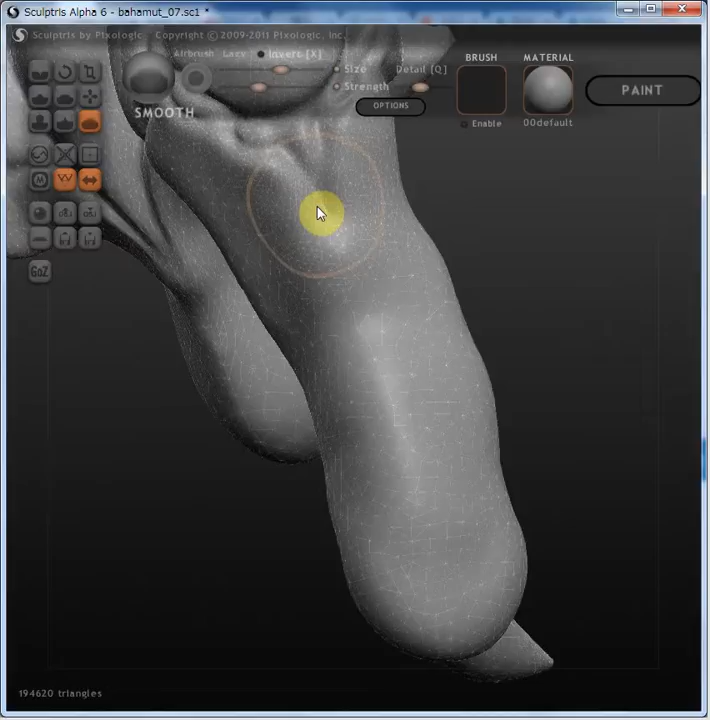 Sculptris Alpha 6 - bahamut_07.sc1 *
Sculptris by Pixologic Copyright © 2009-2011 Pixologic, Inc.
Airbrush Lazy Invert [X]
Size Detail [Q]
Strength
OPTIONS
SMOOTH
BRUSH
Enable
MATERIAL
00default
PAINT
GoZ
194620 triangles